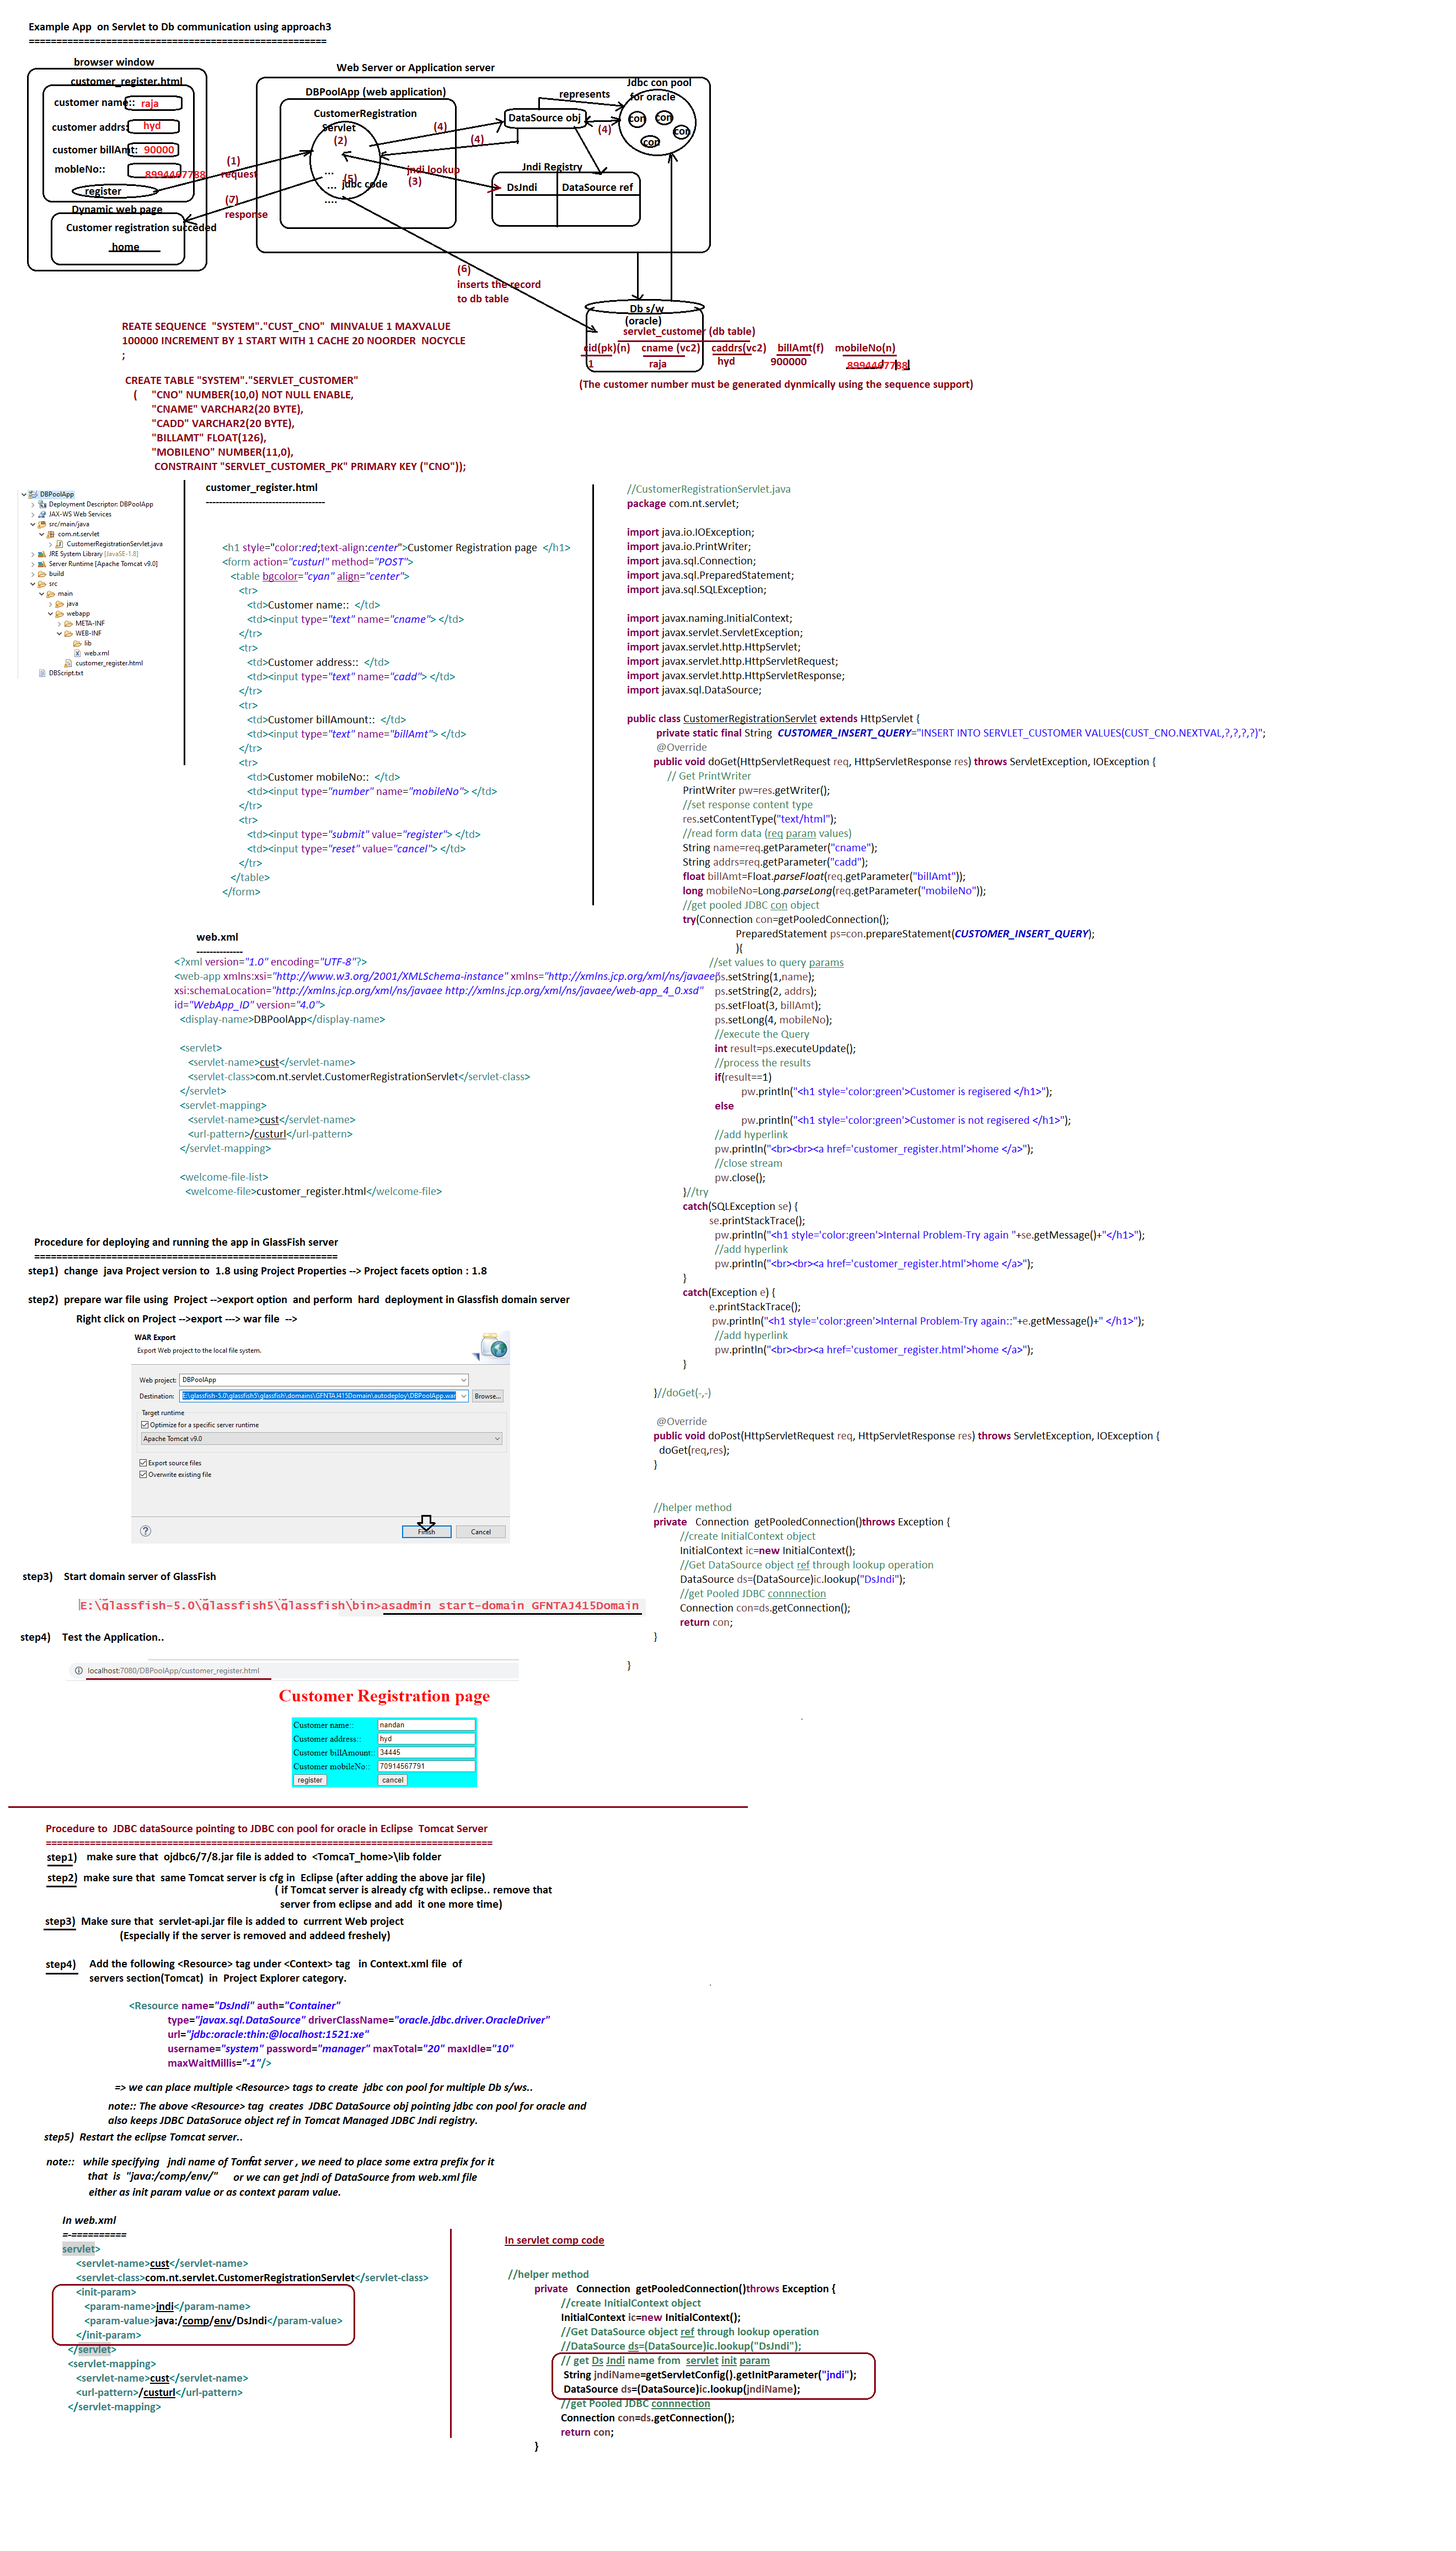 Example App  on Servlet to Db communication using approach3
======================================================
browser window
customer_register.html
customer name:: raja
customer addrs: hyd
customer billAmt: 90000
mobleNo:: 8994467788
register
Dynamic web page
Customer registration succeded
home
(1)
request
(7)
response
Web Server or Application server
DBPoolApp (web application)
CustomerRegistration
Servlet
(2)
...
(5)
... jdbc code
....
(4)
(4)
jndi lookup
(3)
represents
DataSource obj
(4)
Jdbc con pool
for oracle
con con
con
con
Jndi Registry
DsJndi DataSource ref
(6)
inserts the record
to db table
Db s/w
(oracle)
servlet_customer (db table)
cid(pk)(n) cname (vc2) caddrs(vc2) billAmt(f) mobileNo(n)
1 raja hyd 900000 8994467788
(The customer number must be generated dynmically using the sequence support)
REATE SEQUENCE  "SYSTEM"."CUST_CNO"  MINVALUE 1 MAXVALUE
100000 INCREMENT BY 1 START WITH 1 CACHE 20 NOORDER  NOCYCLE
;
CREATE TABLE "SYSTEM"."SERVLET_CUSTOMER"
( "CNO" NUMBER(10,0) NOT NULL ENABLE,
"CNAME" VARCHAR2(20 BYTE),
"CADD" VARCHAR2(20 BYTE),
"BILLAMT" FLOAT(126),
"MOBILENO" NUMBER(11,0),
CONSTRAINT "SERVLET_CUSTOMER_PK" PRIMARY KEY ("CNO"));
DBPoolApp
Deployment Descriptor: DBPoolApp
JAX-WS Web Services
src/main/java
com.nt.servlet
CustomerRegistrationServlet.java
JRE System Library [JavaSE-1.8]
Server Runtime [Apache Tomcat v9.0]
build
src
main
java
webapp
META-INF
WEB-INF
lib
web.xml
customer_register.html
DBScript.txt
customer_register.html
------------------------------------
<h1 style="color:red;text-align:center">Customer Registration page  </h1>
<form action="custurl" method="POST">
<table bgcolor="cyan" align="center">
<tr>
<td>Customer name::  </td>
<td><input type="text" name="cname"> </td>
</tr>
<tr>
<td>Customer address::  </td>
<td><input type="text" name="cadd"> </td>
</tr>
<tr>
<td>Customer billAmount::  </td>
<td><input type="text" name="billAmt"> </td>
</tr>
<tr>
<td>Customer mobileNo::  </td>
<td><input type="number" name="mobileNo"> </td>
</tr>
<tr>
<td><input type="submit" value="register"> </td>
<td><input type="reset" value="cancel"> </td>
</tr>
</table>
</form>
web.xml
--------------
<?xml version="1.0" encoding="UTF-8"?>
<web-app xmlns:xsi="http://www.w3.org/2001/XMLSchema-instance" xmlns="http://xmlns.jcp.org/xml/ns/javaee"
xsi:schemaLocation="http://xmlns.jcp.org/xml/ns/javaee http://xmlns.jcp.org/xml/ns/javaee/web-app_4_0.xsd"
id="WebApp_ID" version="4.0">
<display-name>DBPoolApp</display-name>
<servlet>
<servlet-name>cust</servlet-name>
<servlet-class>com.nt.servlet.CustomerRegistrationServlet</servlet-class>
</servlet>
<servlet-mapping>
<servlet-name>cust</servlet-name>
<url-pattern>/custurl</url-pattern>
</servlet-mapping>
<welcome-file-list>
<welcome-file>customer_register.html</welcome-file>
//CustomerRegistrationServlet.java
package com.nt.servlet;
import java.io.IOException;
import java.io.PrintWriter;
import java.sql.Connection;
import java.sql.PreparedStatement;
import java.sql.SQLException;
import javax.naming.InitialContext;
import javax.servlet.ServletException;
import javax.servlet.http.HttpServlet;
import javax.servlet.http.HttpServletRequest;
import javax.servlet.http.HttpServletResponse;
import javax.sql.DataSource;
public class CustomerRegistrationServlet extends HttpServlet {
private static final String  CUSTOMER_INSERT_QUERY="INSERT INTO SERVLET_CUSTOMER VALUES(CUST_CNO.NEXTVAL,?,?,?,?)";
@Override
public void doGet(HttpServletRequest req, HttpServletResponse res) throws ServletException, IOException {
// Get PrintWriter
PrintWriter pw=res.getWriter();
//set response content type
res.setContentType("text/html");
//read form data (req param values)
String name=req.getParameter("cname");
String addrs=req.getParameter("cadd");
float billAmt=Float.parseFloat(req.getParameter("billAmt"));
long mobileNo=Long.parseLong(req.getParameter("mobileNo"));
//get pooled JDBC con object
try(Connection con=getPooledConnection();
PreparedStatement ps=con.prepareStatement(CUSTOMER_INSERT_QUERY);
){
//set values to query params
ps.setString(1,name);
ps.setString(2, addrs);
ps.setFloat(3, billAmt);
ps.setLong(4, mobileNo);
//execute the Query
int result=ps.executeUpdate();
//process the results
if(result==1)
pw.println("<h1 style='color:green'>Customer is regisered </h1>");
else
pw.println("<h1 style='color:green'>Customer is not regisered </h1>");
//add hyperlink
pw.println("<br><br><a href='customer_register.html'>home </a>");
//close stream
pw.close();
}//try
catch(SQLException se) {
se.printStackTrace();
pw.println("<h1 style='color:green'>Internal Problem-Try again "+se.getMessage()+"</h1>");
//add hyperlink
pw.println("<br><br><a href='customer_register.html'>home </a>");
}
catch(Exception e) {
e.printStackTrace();
pw.println("<h1 style='color:green'>Internal Problem-Try again::"+e.getMessage()+" </h1>");
//add hyperlink
pw.println("<br><br><a href='customer_register.html'>home </a>");
}
}//doGet(-,-)
@Override
public void doPost(HttpServletRequest req, HttpServletResponse res) throws ServletException, IOException {
doGet(req,res);
}
//helper method
private   Connection  getPooledConnection()throws Exception {
//create InitialContext object
InitialContext ic=new InitialContext();
//Get DataSource object ref through lookup operation
DataSource ds=(DataSource)ic.lookup("DsJndi");
//get Pooled JDBC connnection
Connection con=ds.getConnection();
return con;
}
}
Procedure for deploying and running the app in GlassFish server
=======================================================
step1)  change  java Project version to  1.8 using Project Properties --> Project facets option : 1.8
step2)  prepare war file using  Project -->export option  and perform  hard  deployment in Glassfish domain server
Right click on Project -->export ---> war file  -->
WAR Export
Export Web project to the local file system.
Web project: DBPoolApp
Destination: E:\glassfish-5.0\glassfish5\glassfish\domains\GFNTAJ415Domain\autodeploy\DBPoolApp.war Browse...
Target runtime
Optimize for a specific server runtime
Apache Tomcat v9.0
Export source files
Overwrite existing file
? Finish Cancel
step3)    Start domain server of GlassFish
E:\glassfish-5.0\glassfish5\glassfish\bin>asadmin start-domain GFNTAJ415Domain
step4)    Test the Application..
localhost:7080/DBPoolApp/customer_register.html
Customer Registration page
Customer name:: nandan
Customer address:: hyd
Customer billAmount:: 34445
Customer mobileNo:: 70914567791
register cancel
Procedure to  JDBC dataSource pointing to JDBC con pool for oracle in Eclipse  Tomcat Server
=================================================================================
step1)   make sure that  ojdbc6/7/8.jar file is added to  <TomcaT_home>\lib folder
step2)  make sure that  same Tomcat server is cfg in  Eclipse (after adding the above jar file)
( if Tomcat server is already cfg with eclipse.. remove that
server from eclipse and add  it one more time)
step3)  Make sure that  servlet-api.jar file is added to  currrent Web project
(Especially if the server is removed and addeed freshely)
step4)    Add the following <Resource> tag under <Context> tag   in Context.xml file  of
servers section(Tomcat)  in  Project Explorer category.
<Resource name="DsJndi" auth="Container"
type="javax.sql.DataSource" driverClassName="oracle.jdbc.driver.OracleDriver"
url="jdbc:oracle:thin:@localhost:1521:xe"
username="system" password="manager" maxTotal="20" maxIdle="10"
maxWaitMillis="-1"/>
=> we can place multiple <Resource> tags to create  jdbc con pool for multiple Db s/ws..
note:: The above <Resource> tag  creates  JDBC DataSource obj pointing jdbc con pool for oracle and
also keeps JDBC DataSoruce object ref in Tomcat Managed JDBC Jndi registry.
step5)  Restart the eclipse Tomcat server..
note::   while specifying   jndi name of Tomcat server , we need to place some extra prefix for it
that  is  "java:/comp/env/"     or we can get jndi of DataSource from web.xml file
either as init param value or as context param value.
In web.xml
=-==========
servlet>
<servlet-name>cust</servlet-name>
<servlet-class>com.nt.servlet.CustomerRegistrationServlet</servlet-class>
<init-param>
<param-name>jndi</param-name>
<param-value>java:/comp/env/DsJndi</param-value>
</init-param>
</servlet>
<servlet-mapping>
<servlet-name>cust</servlet-name>
<url-pattern>/custurl</url-pattern>
</servlet-mapping>
In servlet comp code
//helper method
private   Connection  getPooledConnection()throws Exception {
//create InitialContext object
InitialContext ic=new InitialContext();
//Get DataSource object ref through lookup operation
//DataSource ds=(DataSource)ic.lookup("DsJndi");
// get Ds Jndi name from  servlet init param
String jndiName=getServletConfig().getInitParameter("jndi");
DataSource ds=(DataSource)ic.lookup(jndiName);
//get Pooled JDBC connnection
Connection con=ds.getConnection();
return con;
}